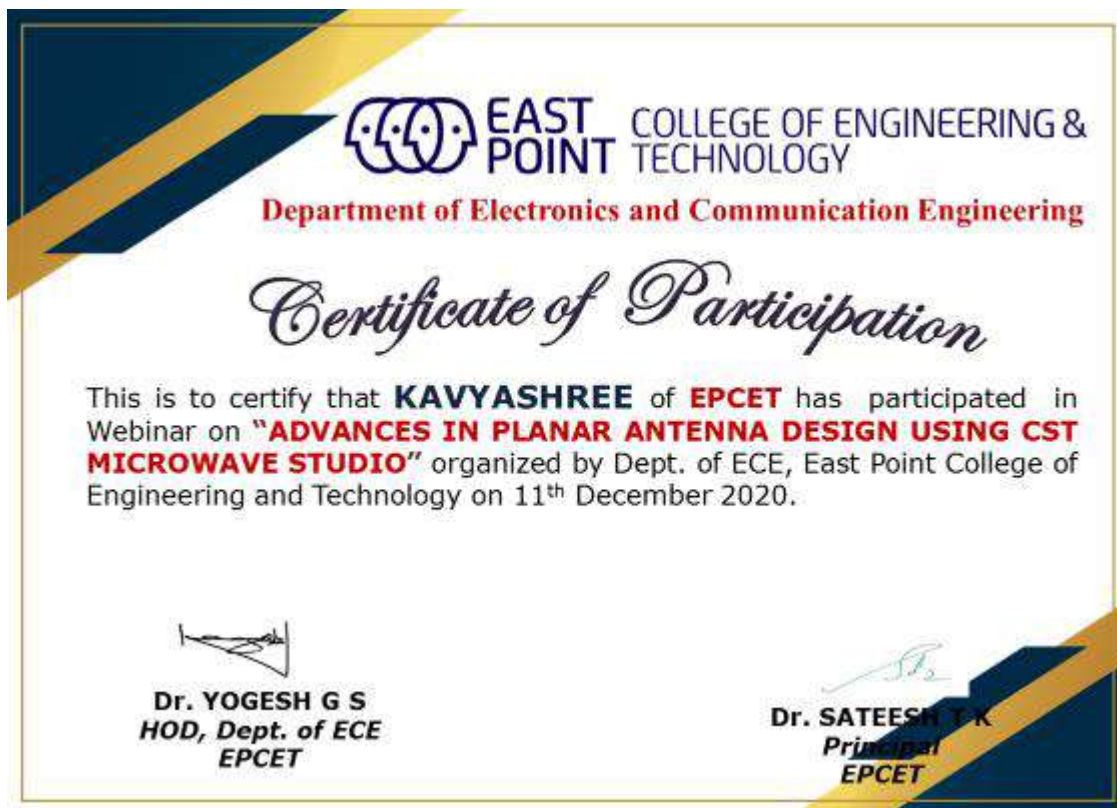 EAST POINT COLLEGE OF ENGINEERING & TECHNOLOGY
Department of Electronics and Communication Engineering
Certificate of Participation
This is to certify that KAVYASHREE of EPCET has participated in
Webinar on “ADVANCES IN PLANAR ANTENNA DESIGN USING CST
MICROWAVE STUDIO” organized by Dept. of ECE, East Point College of
Engineering and Technology on 11th December 2020.
Dr. YOGESH G S
HOD, Dept. of ECE
EPCET
Dr. SATEESH T K
Principal
EPCET